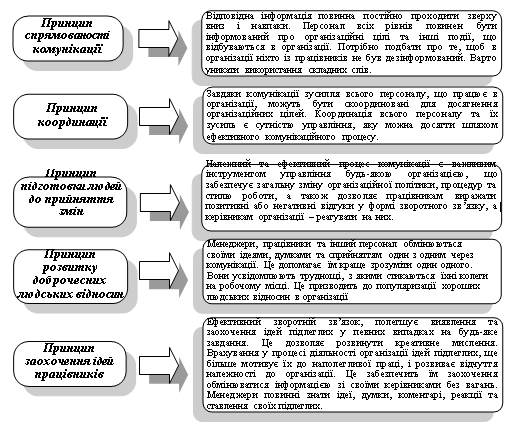 Принцип
спрямованості
комунікації
Відповідна інформація повинна постійно проходити зверху
вниз і навпаки. Персонал всіх рівнів повинен бути
інформований про організаційні цілі та інші події, що
відбуваються в організації. Потрібно подбати про те, щоб в
організації ніхто із працівників не був дезінформований. Варто
уникати використання складних слів.
Принцип
координації
Завдяки комунікації зусилля всього персоналу, що працює в
організації, можуть бути скоординовані для досягнення
організаційних цілей. Координація всього персоналу та їх
зусиль є сутністю управління, яку можна досягти шляхом
ефективного комунікаційного процесу.
Принцип
підготовки людей
до прийняття
змін
Належний та ефективний процес комунікації є важливим
інструментом управління будь-якою організацією, що
забезпечує загальну зміну організаційної політики, процедур та
стилю роботи, а також дозволяє працівникам виражати
позитивні або негативні відгуки у формі зворотного зв’язку, а
керівникам організації – реагувати на них.
Принцип
розвитку
доброчесних
людських відносин
Менеджери, працівники та інший персонал обмінюються
своїми ідеями, думками та сприйняттям один з одним через
комунікації. Це допомагає їм краще зрозуміти один одного.
Вони усвідомлюють труднощі, з якими стикаються їхні колеги
на робочому місці. Це призводить до популяризації хороших
людських відносин в організації
Принцип
заохочення ідей
працівників
Ефективний зворотній зв’язок, полегшує виявлення та
заохочення ідей підлеглих у певних випадках на будь-яке
завдання. Це дозволяє розвинути креативне мислення.
Врахування у процесі діяльності організації ідей підлеглих, ще
більше мотивує їх до наполегливої праці, і розвиває відчуття
належності до організації. Це забезпечить їм заохочення
обмінюватися інформацією зі своїми керівниками без вагань.
Менеджери повинні знати ідеї, думки, коментарі, реакції та
ставлення своїх підлеглих.